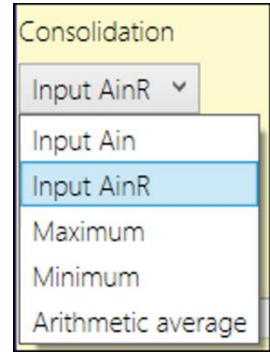 Consolidation
Input AinR
Input Ain
Input AinR
Maximum
Minimum
Arithmetic average